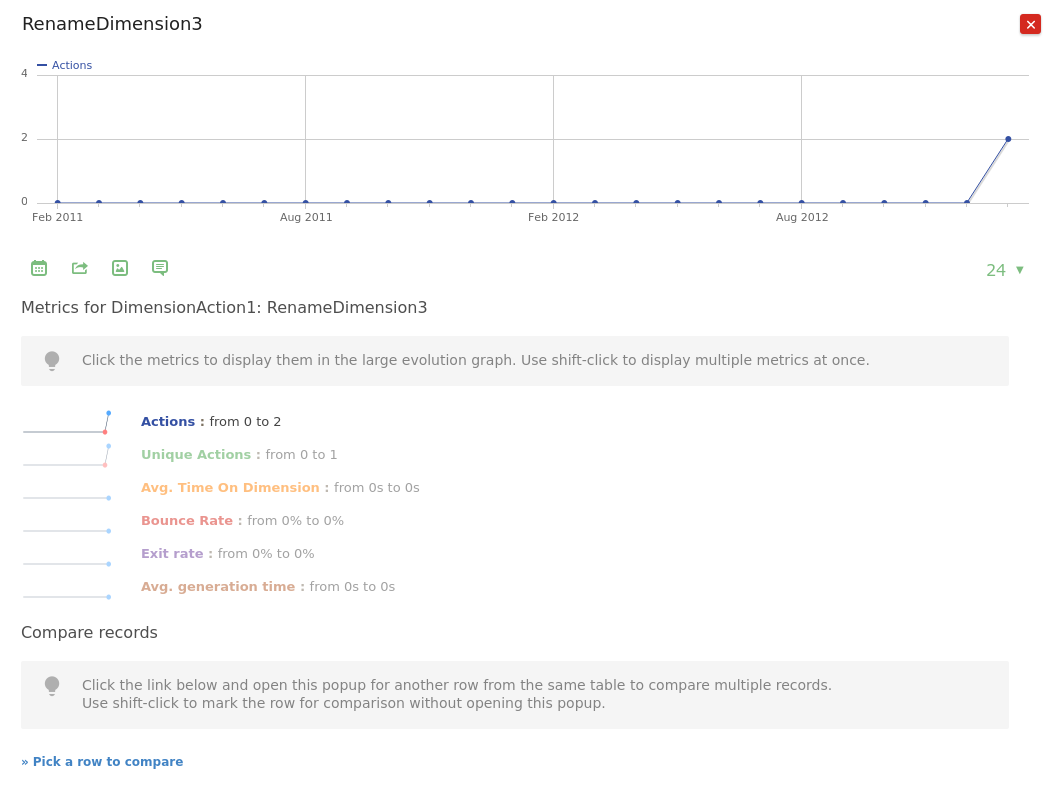 RenameDimension3
Actions
4
2
0
Feb 2011 Aug 2011 Feb 2012 Aug 2012
24 ▼
Metrics for DimensionAction1: RenameDimension3
Click the metrics to display them in the large evolution graph. Use shift-click to display multiple metrics at once.
Actions : from 0 to 2
Unique Actions : from 0 to 1
Avg. Time On Dimension : from 0s to 0s
Bounce Rate : from 0% to 0%
Exit rate : from 0% to 0%
Avg. generation time : from 0s to 0s
Compare records
Click the link below and open this popup for another row from the same table to compare multiple records.
Use shift-click to mark the row for comparison without opening this popup.
» Pick a row to compare